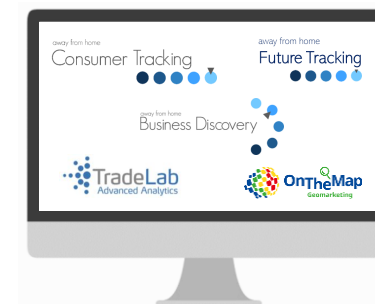 away from home
Consumer Tracking
away from home
Future Tracking
away from home
Business Discovery
TradeLab
Advanced Analytics
OnTheMap
Geomarketing